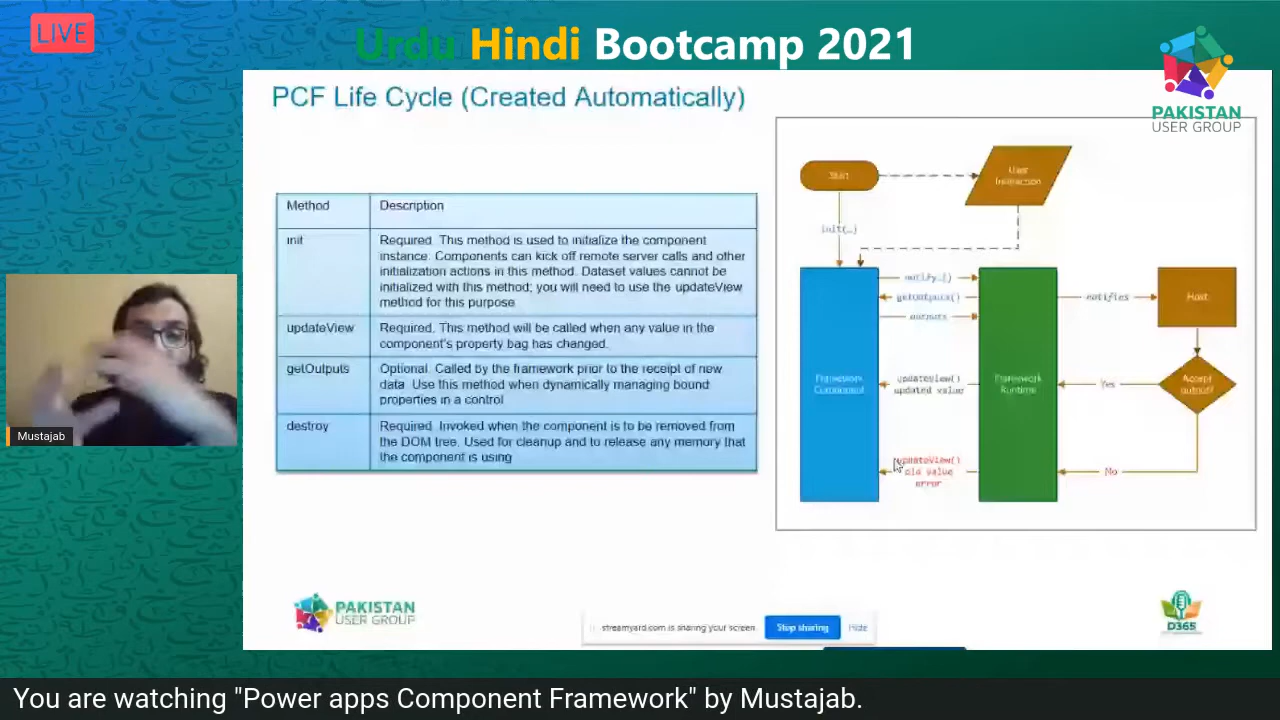 LIVE
Urdu Hindi Bootcamp 2021
PAKISTAN
USER GROUP
PCF Life Cycle (Created Automatically)
Method Description
init Required. This method is used to initialize the component
instance. Components can kick off remote server calls and other
initialization actions in this method. Dataset values cannot be
initialized with this method; you will need to use the updateView
method for this purpose
updateView Required. This method will be called when any value in the
component's property bag has changed.
getOutputs Optional. Called by the framework prior to the receipt of new
data. Use this method when dynamically managing bound
properties in a control
destroy Required. Invoked when the component is to be removed from
the DOM tree. Used for cleanup and to release any memory that
the component is using
Start
User
Interaction
init(…)
notify…()
getOutputs()
outputs
notifies
Host
Framework
Component
updateView()
updated value
Framework
Runtime
Yes
Accept
output?
updateView()
old value
error
No
Mustajab
PAKISTAN
USER GROUP
streamyard.com is sharing your screen. Stop sharing Hide
D365
You are watching "Power apps Component Framework" by Mustajab.